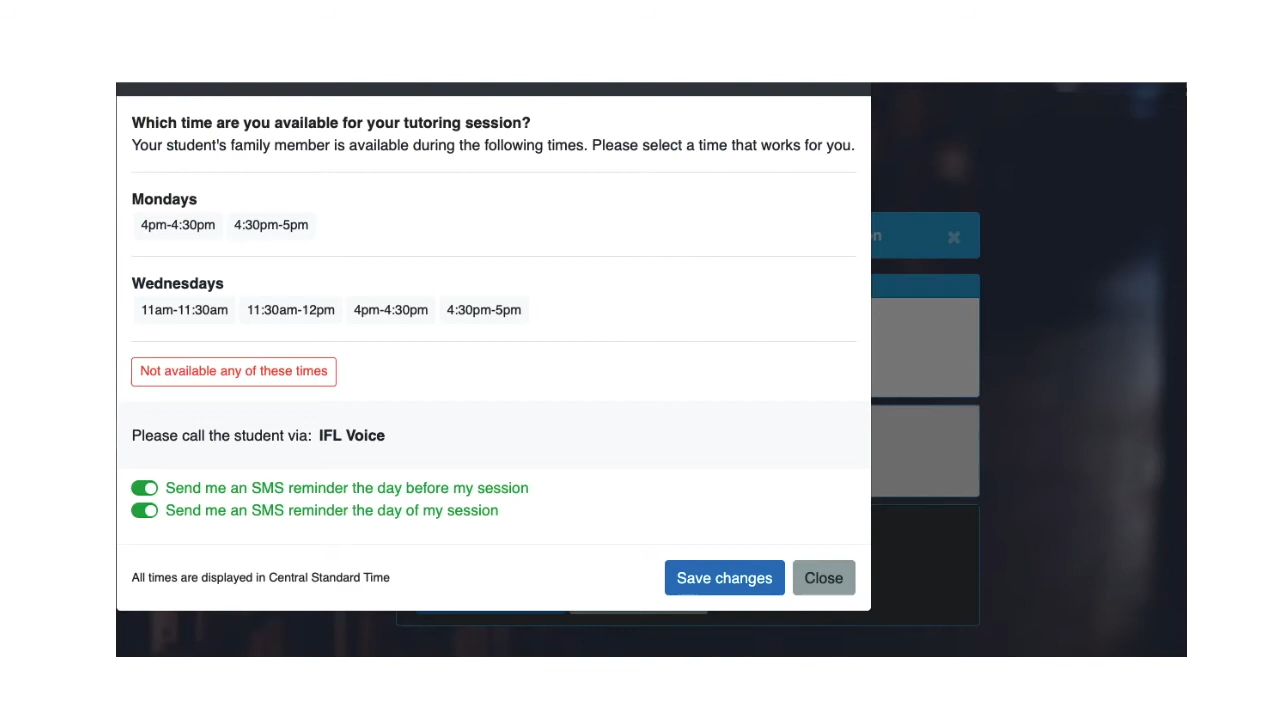 Which time are you available for your tutoring session?
Your student's family member is available during the following times. Please select a time that works for you.
Mondays
4pm-4:30pm 4:30pm-5pm
Wednesdays
11am-11:30am 11:30am-12pm 4pm-4:30pm 4:30pm-5pm
Not available any of these times
Please call the student via: IFL Voice
Send me an SMS reminder the day before my session
Send me an SMS reminder the day of my session
All times are displayed in Central Standard Time
Save changes Close